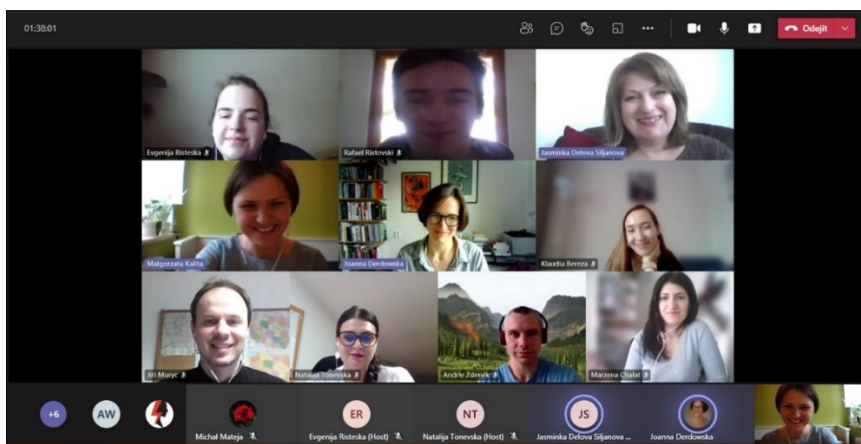 01:38:01
Odejít
Evgenija Risteska
Rafael Ristovski
Jasminka Delova Siljanova
Małgorzata Kalita
Joanna Derdowska
Klaudia Bereza
Jiří Muryc
Natalija Tonevska
Andrle Zdeněk
Marzena Chalat
+6
AW
ER
NT
JS
Michał Mateja
Evgenija Risteska (Host)
Natalija Tonevska (Host)
Jasminka Delova Siljanova ...
Joanna Derdowska